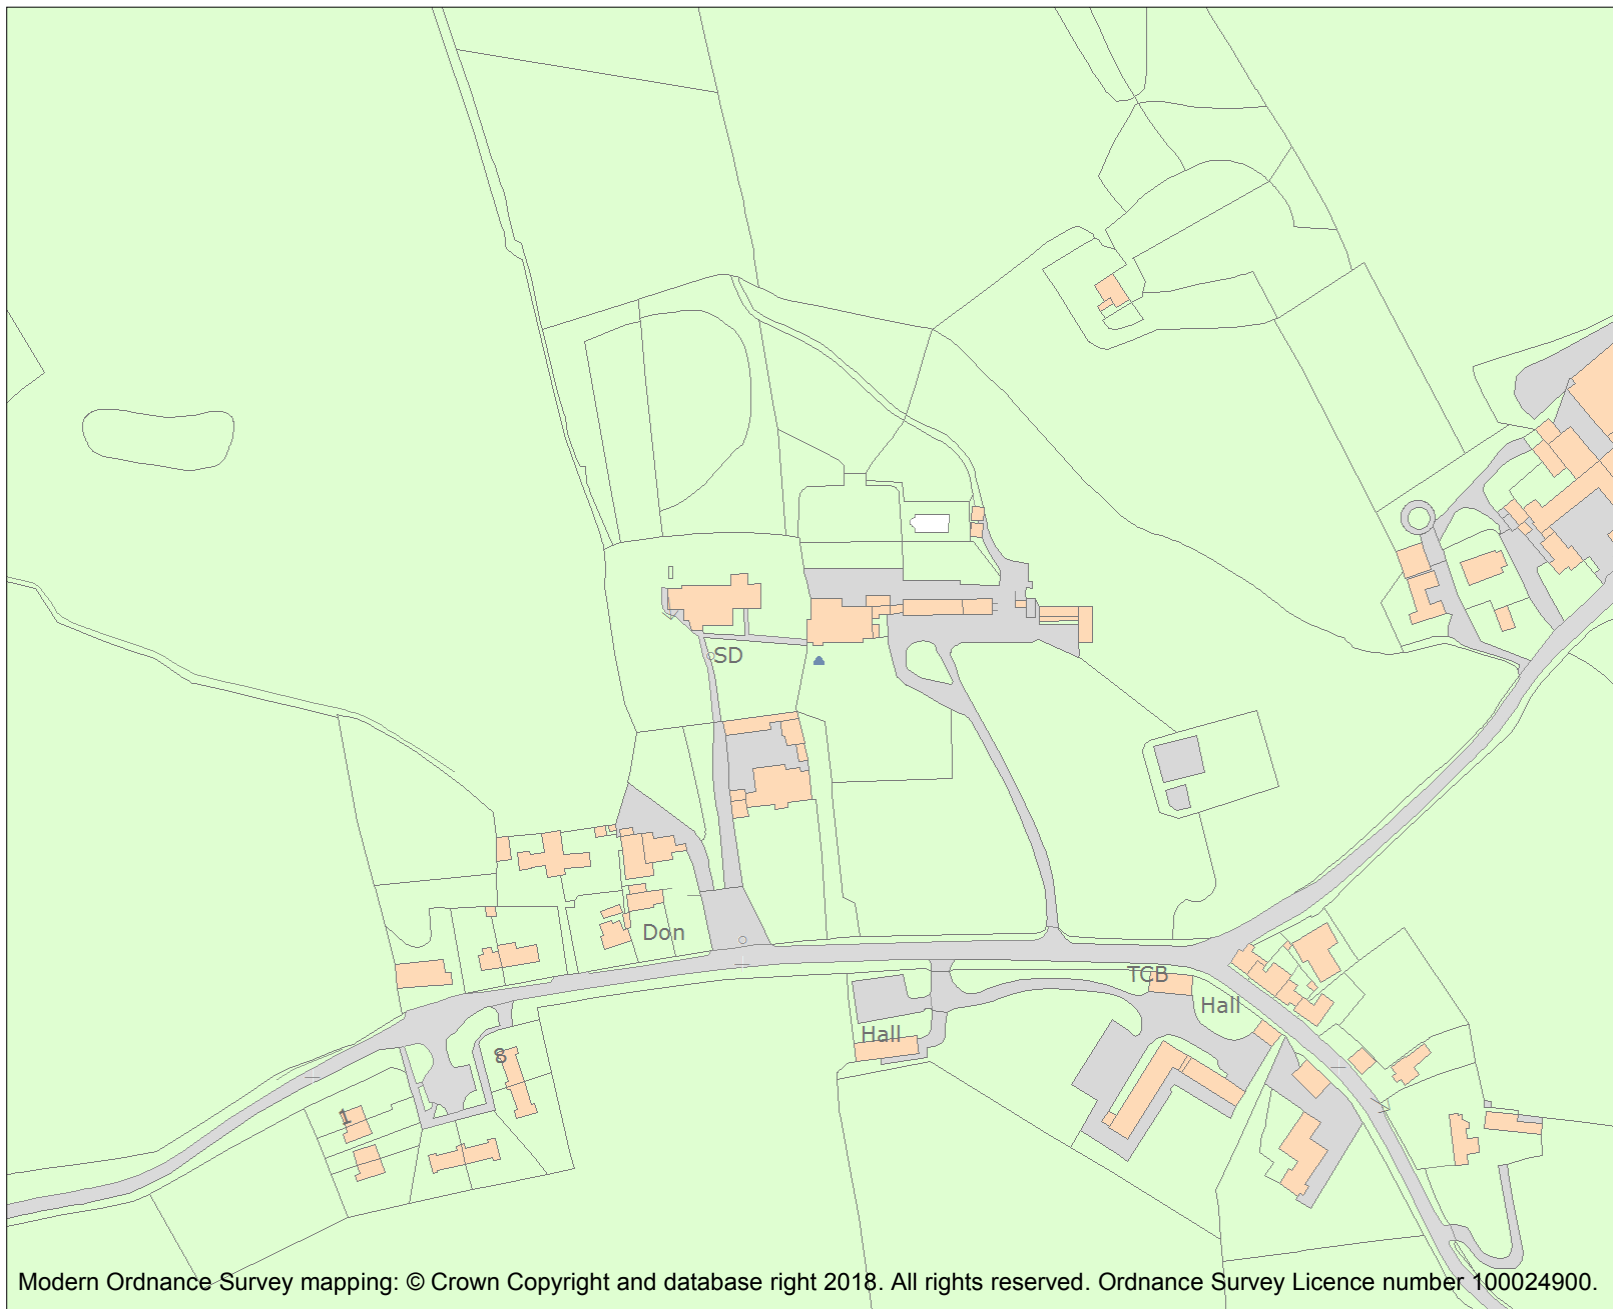 SD
Don
TCB
Hall
Hall
8
1
Modern Ordnance Survey mapping: © Crown Copyright and database right 2018. All rights reserved. Ordnance Survey Licence number 100024900.